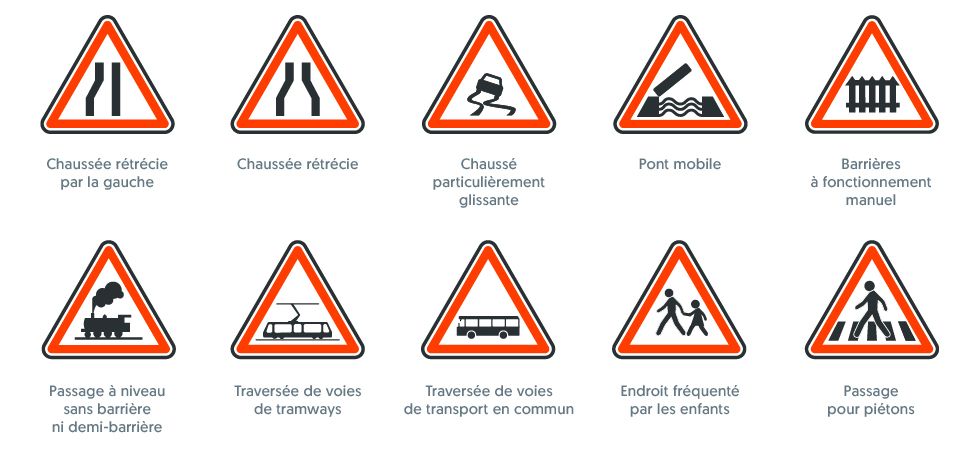 Chaussée rétrécie
par la gauche
Chaussée rétrécie
Chaussé
particulièrement
glissante
Pont mobile
Barrières
à fonctionnement
manuel
Passage à niveau
sans barrière
ni demi-barrière
Traversée de voies
de tramways
Traversée de voies
de transport en commun
Endroit fréquenté
par les enfants
Passage
pour piétons